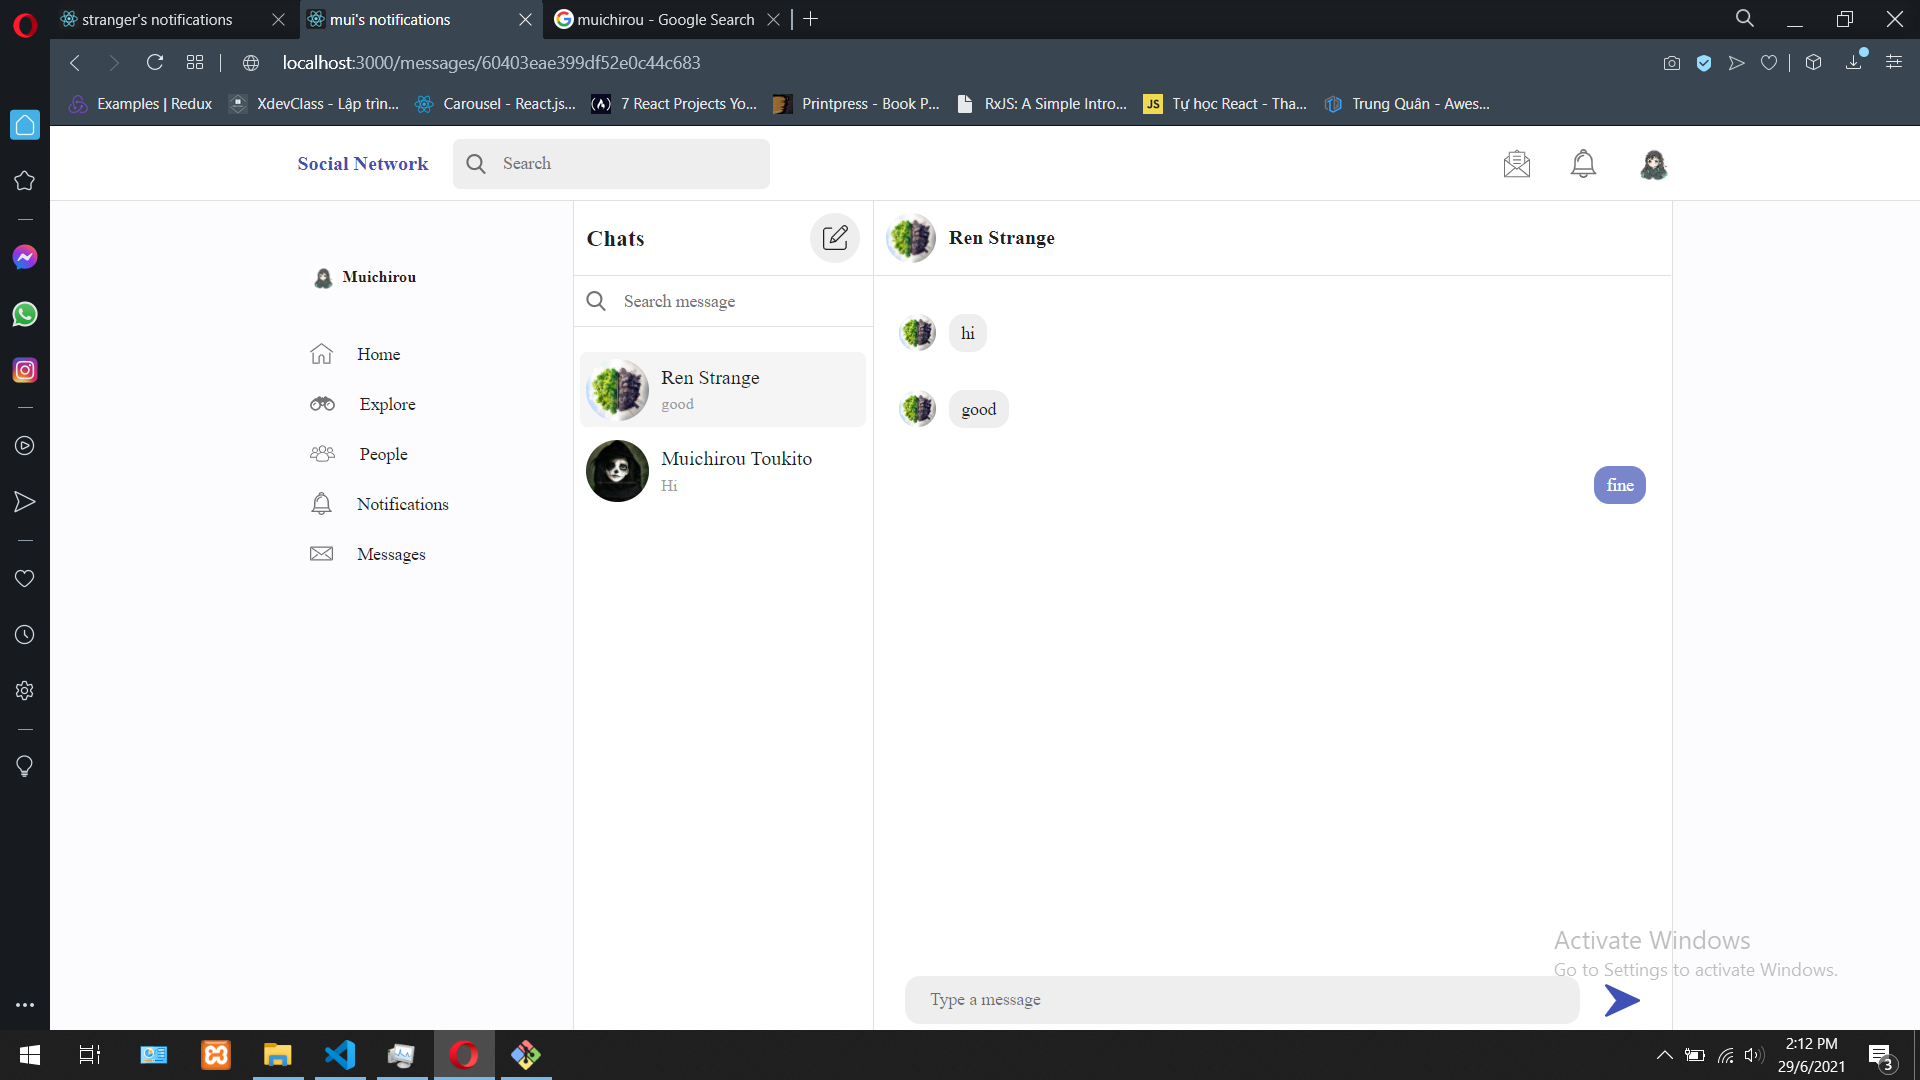 stranger's notifications
mui's notifications
muichirou - Google Search
localhost:3000/messages/60403eae399df52e0c44c683
Examples | Redux
XdevClass - Lập trìn...
Carousel - React.js...
7 React Projects Yo...
Printpress - Book P...
RxJS: A Simple Intro...
JS
Tự học React - Tha...
Trung Quân - Awes...
Social Network
Search
Muichirou
Home
Explore
People
Notifications
Messages
Chats
Search message
Ren Strange
good
Muichirou Toukito
Hi
Ren Strange
hi
good
fine
Type a message
Activate Windows
Go to Settings to activate Windows.
2:12 PM
29/6/2021
3